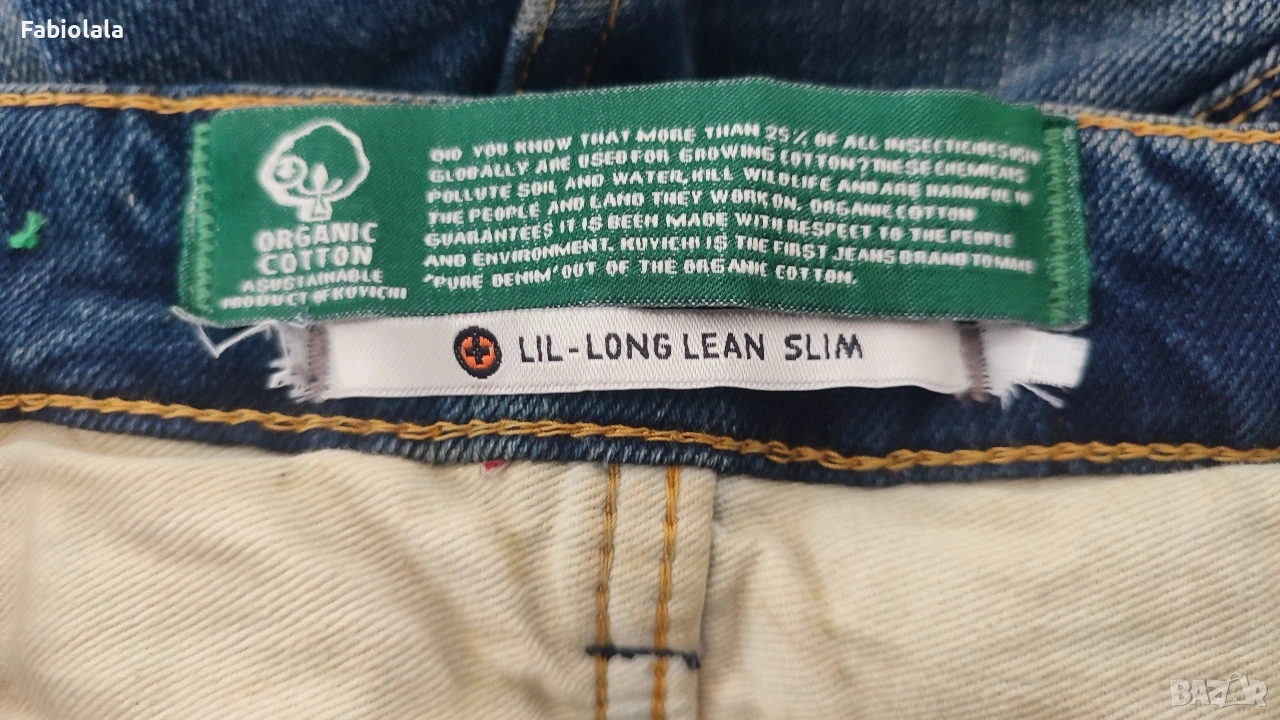 Fabiolala
DID YOU KNOW THAT MORE THAN 25% OF ALL INSECTICIDES USED
GLOBALLY ARE USED FOR GROWING COTTON? THESE CHEMICALS
POLLUTE SOIL AND WATER, KILL WILDLIFE AND ARE HARMFUL TO
THE PEOPLE AND LAND THEY WORK ON. ORGANIC COTTON
GUARANTEES IT IS BEEN MADE WITH RESPECT TO THE PEOPLE
AND ENVIRONMENT. KUYICHI IS THE FIRST JEANS BRAND TO MAKE
'PURE DENIM' OUT OF THE ORGANIC COTTON.
ORGANIC
COTTON
A SUSTAINABLE
PRODUCT OF KUYICHI
LIL-LONG LEAN SLIM
BAZAR